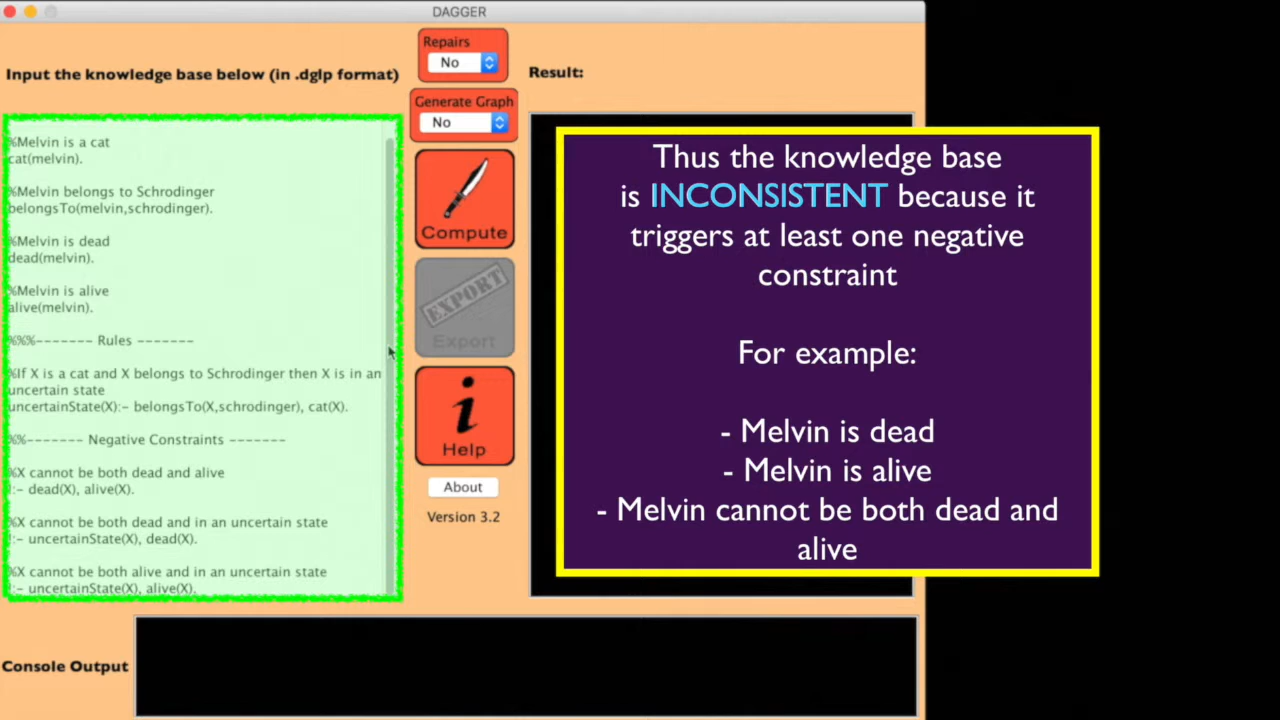 DAGGER
Input the knowledge base below (in .dglp format)
%Melvin is a cat
cat(melvin).
%Melvin belongs to Schrodinger
belongsTo(melvin,schrodinger).
%Melvin is dead
dead(melvin).
%Melvin is alive
alive(melvin).
%%%------- Rules -------
%If X is a cat and X belongs to Schrodinger then X is in an
uncertain state
uncertainState(X):- belongsTo(X,schrodinger), cat(X).
%%------- Negative Constraints -------
%X cannot be both dead and alive
!:- dead(X), alive(X).
%X cannot be both dead and in an uncertain state
!:- uncertainState(X), dead(X).
%X cannot be both alive and in an uncertain state
!:- uncertainState(X), alive(X).
Repairs
No
Generate Graph
No
Compute
EXPORT
Export
i
Help
About
Version 3.2
Result:
Thus the knowledge base
is INCONSISTENT because it
triggers at least one negative
constraint
For example:
- Melvin is dead
- Melvin is alive
- Melvin cannot be both dead and
alive
Console Output